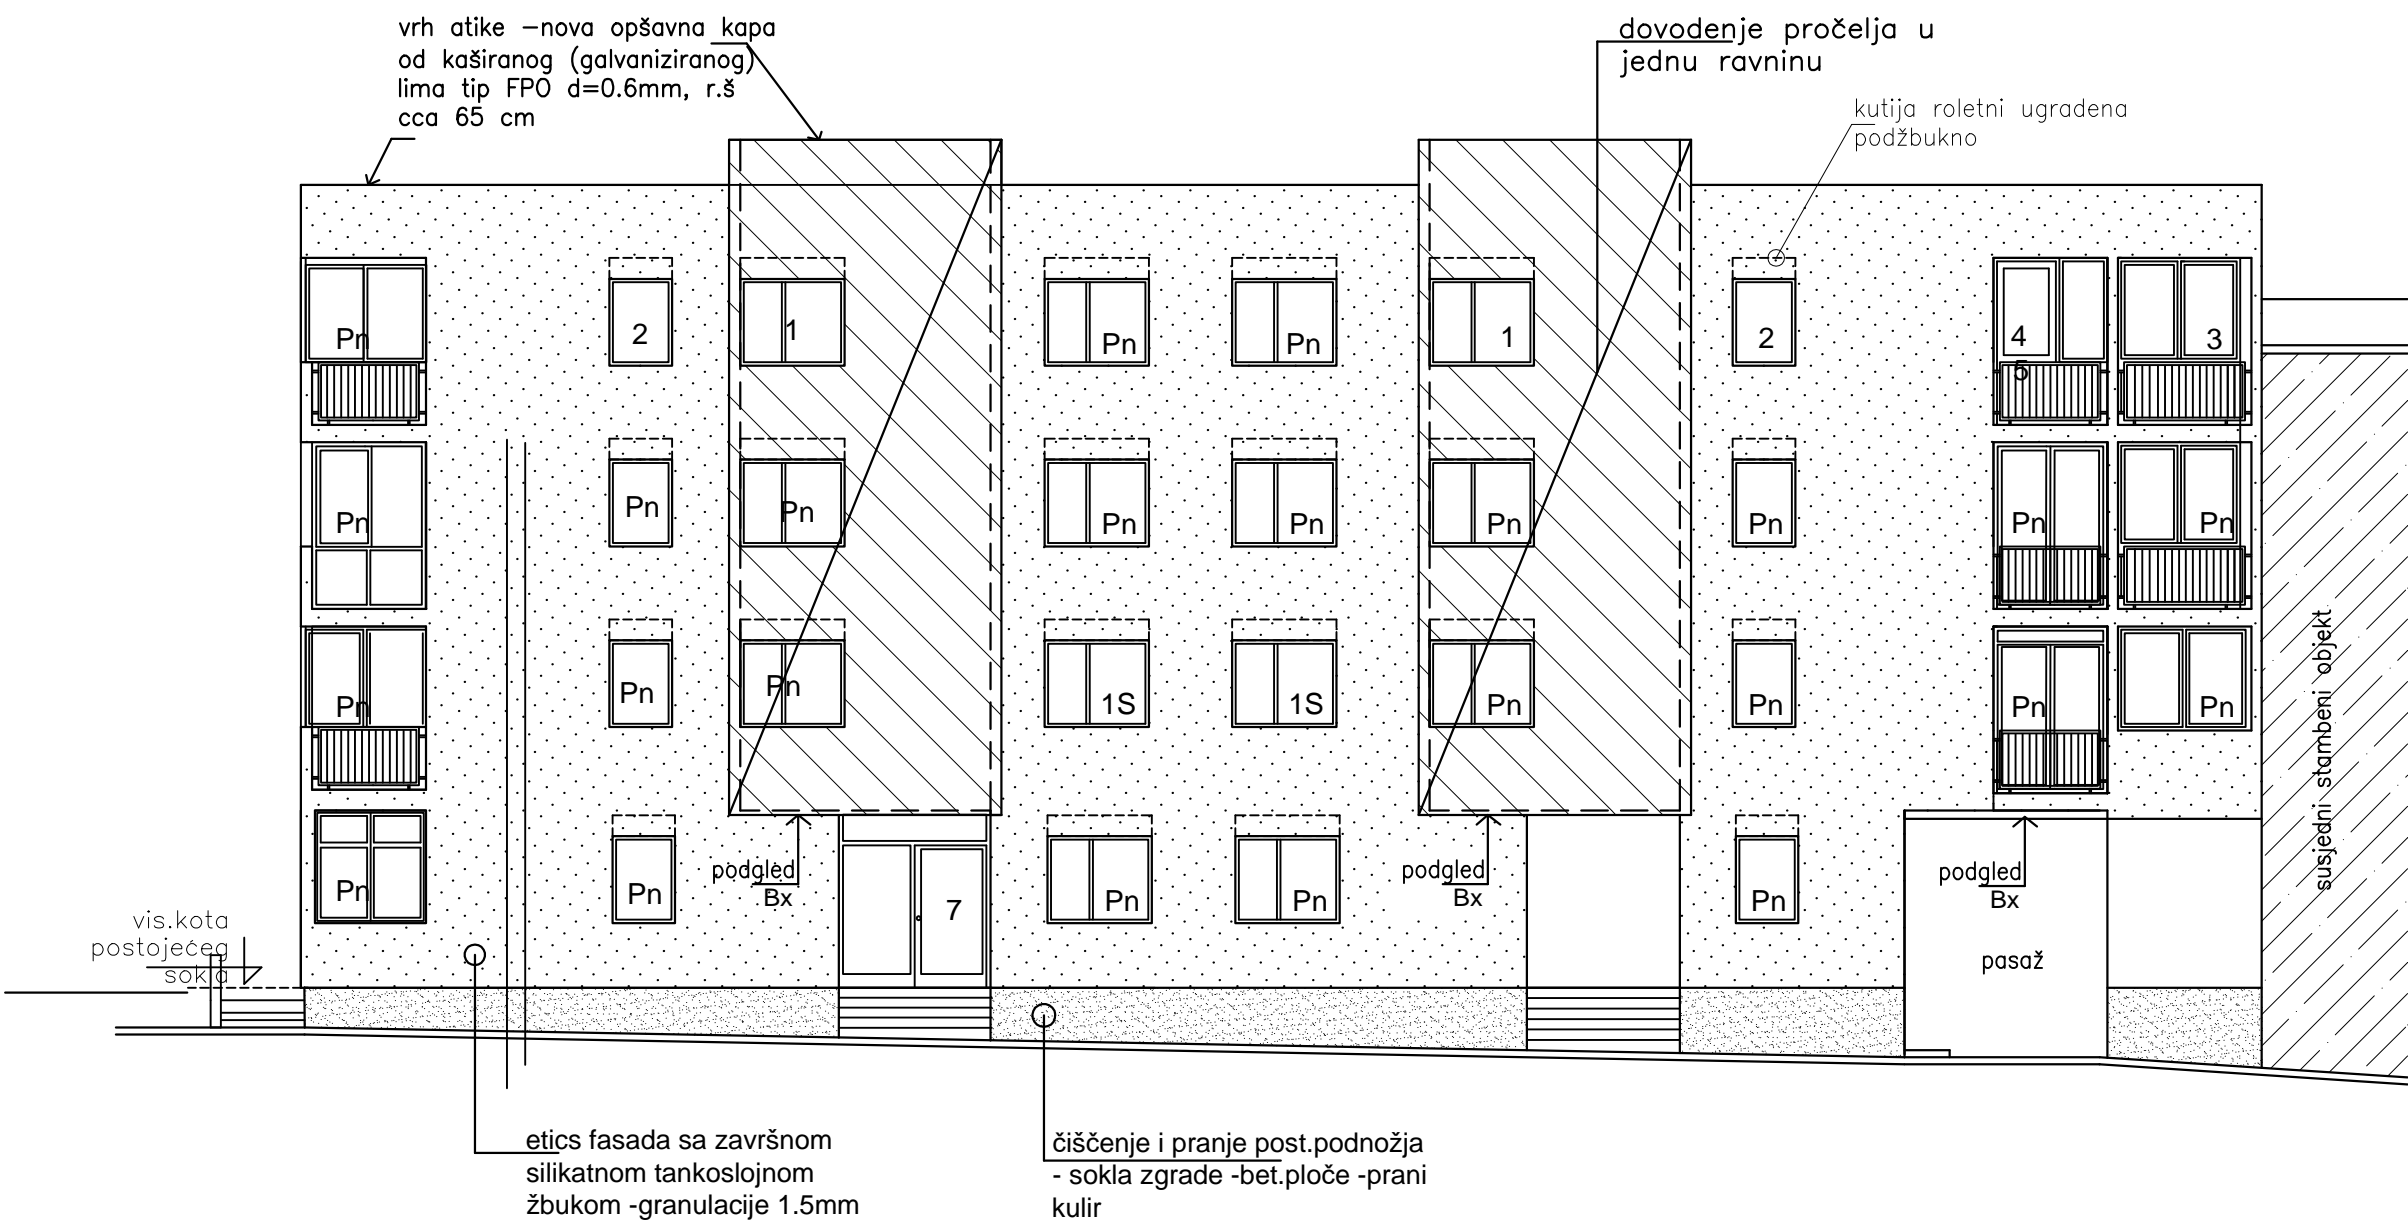 vrh atike -nova opšavna kapa
od kaširanog (galvaniziranog)
lima tip FPO d=0.6mm, r.š
cca 65 cm
dovodenje pročelja u
jednu ravninu
kutija roletni ugradena
podžbukno
Pn
2
1
Pn
Pn
1
2
4
5
3
Pn
Pn
Pn
Pn
Pn
Pn
Pn
Pn
Pn
Pn
Pn
Pn
1S
1S
Pn
Pn
Pn
Pn
susjedni stambeni objekt
Pn
Pn
podgled
Bx
7
Pn
Pn
podgled
Bx
Pn
podgled
Bx
pasaž
vis.kota
postojećeg
sokla
etics fasada sa završnom
silikatnom tankoslojnom
žbukom -granulacije 1.5mm
čiščenje i pranje post.podnožja
- sokla zgrade -bet.ploče -prani
kulir